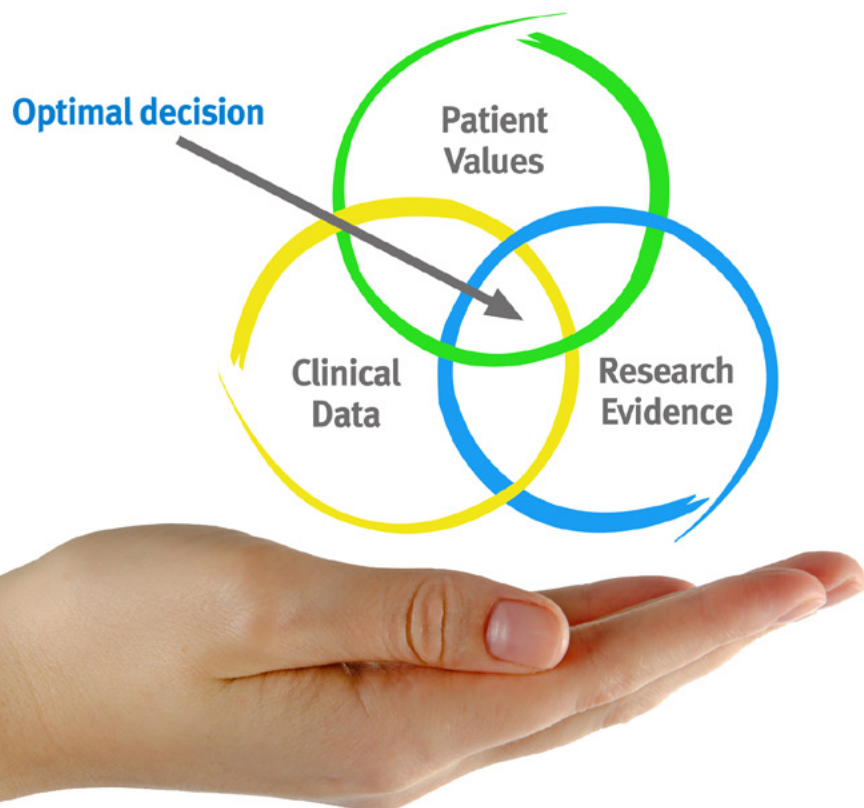 Optimal decision
Patient
Values
Clinical
Data
Research
Evidence